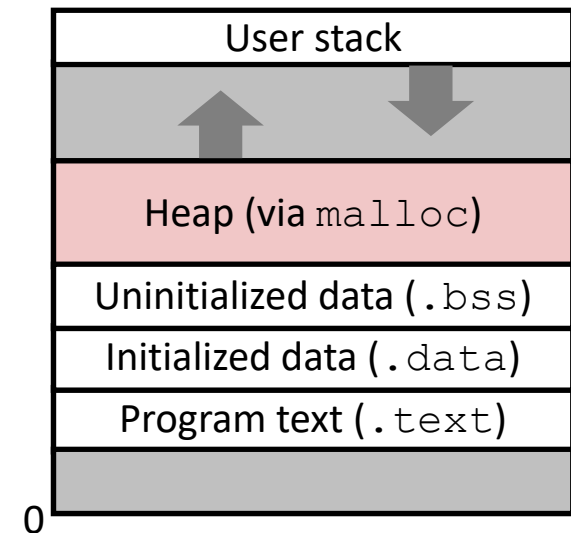 User stack
Heap (via malloc)
Uninitialized data (.bss)
Initialized data (.data)
Program text (.text)
0